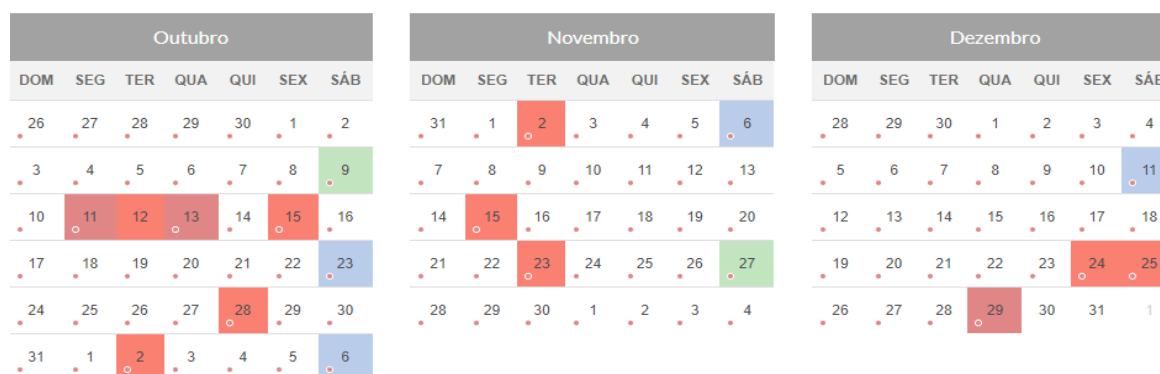 Outubro
DOM SEG TER QUA QUI SEX SÁB
26 27 28 29 30 1 2
3 4 5 6 7 8 9
10 11 12 13 14 15 16
17 18 19 20 21 22 23
24 25 26 27 28 29 30
31 1 2 3 4 5 6
Novembro
DOM SEG TER QUA QUI SEX SÁB
31 1 2 3 4 5 6
7 8 9 10 11 12 13
14 15 16 17 18 19 20
21 22 23 24 25 26 27
28 29 30 1 2 3 4
Dezembro
DOM SEG TER QUA QUI SEX SÁB
28 29 30 1 2 3 4
5 6 7 8 9 10 11
12 13 14 15 16 17 18
19 20 21 22 23 24 25
26 27 28 29 30 31 1